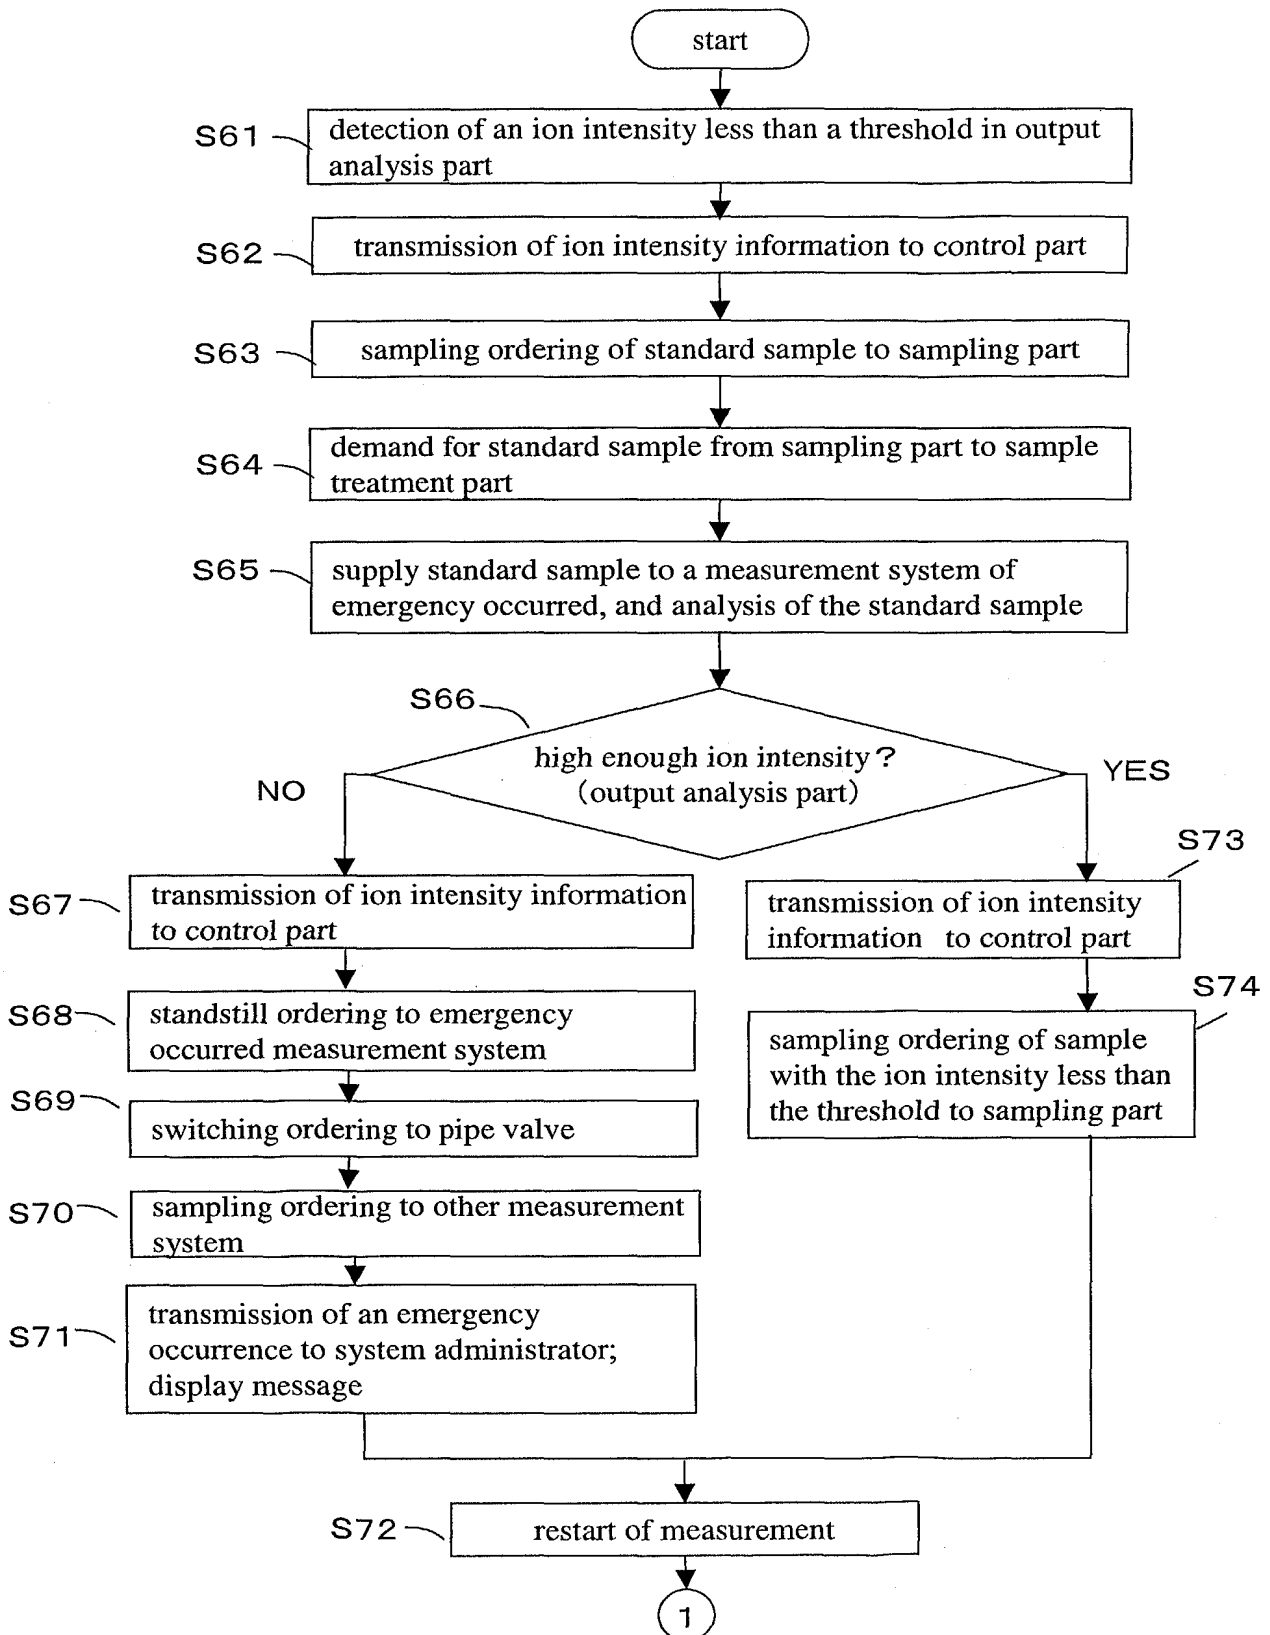 start
S61
detection of an ion intensity less than a threshold in output
analysis part
S62
transmission of ion intensity information to control part
S63
sampling ordering of standard sample to sampling part
S64
demand for standard sample from sampling part to sample
treatment part
S65
supply standard sample to a measurement system of
emergency occurred, and analysis of the standard sample
S66
high enough ion intensity?
(output analysis part)
NO
YES
S67
transmission of ion intensity information
to control part
S68
standstill ordering to emergency
occurred measurement system
S69
switching ordering to pipe valve
S70
sampling ordering to other measurement
system
S71
transmission of an emergency
occurrence to system administrator;
display message
S73
transmission of ion intensity
information to control part
S74
sampling ordering of sample
with the ion intensity less than
the threshold to sampling part
S72
restart of measurement
1